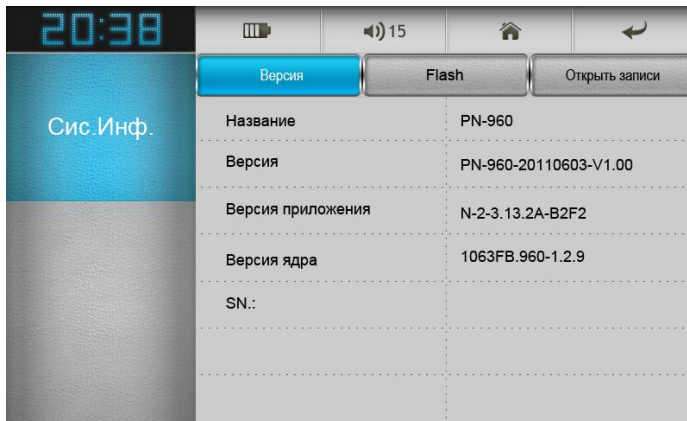 20:38
15
Версия
Flash
Открыть записи
Сис.Инф.
Название
PN-960
Версия
PN-960-20110603-V1.00
Версия приложения
N-2-3.13.2A-B2F2
Версия ядра
1063FB.960-1.2.9
SN.: